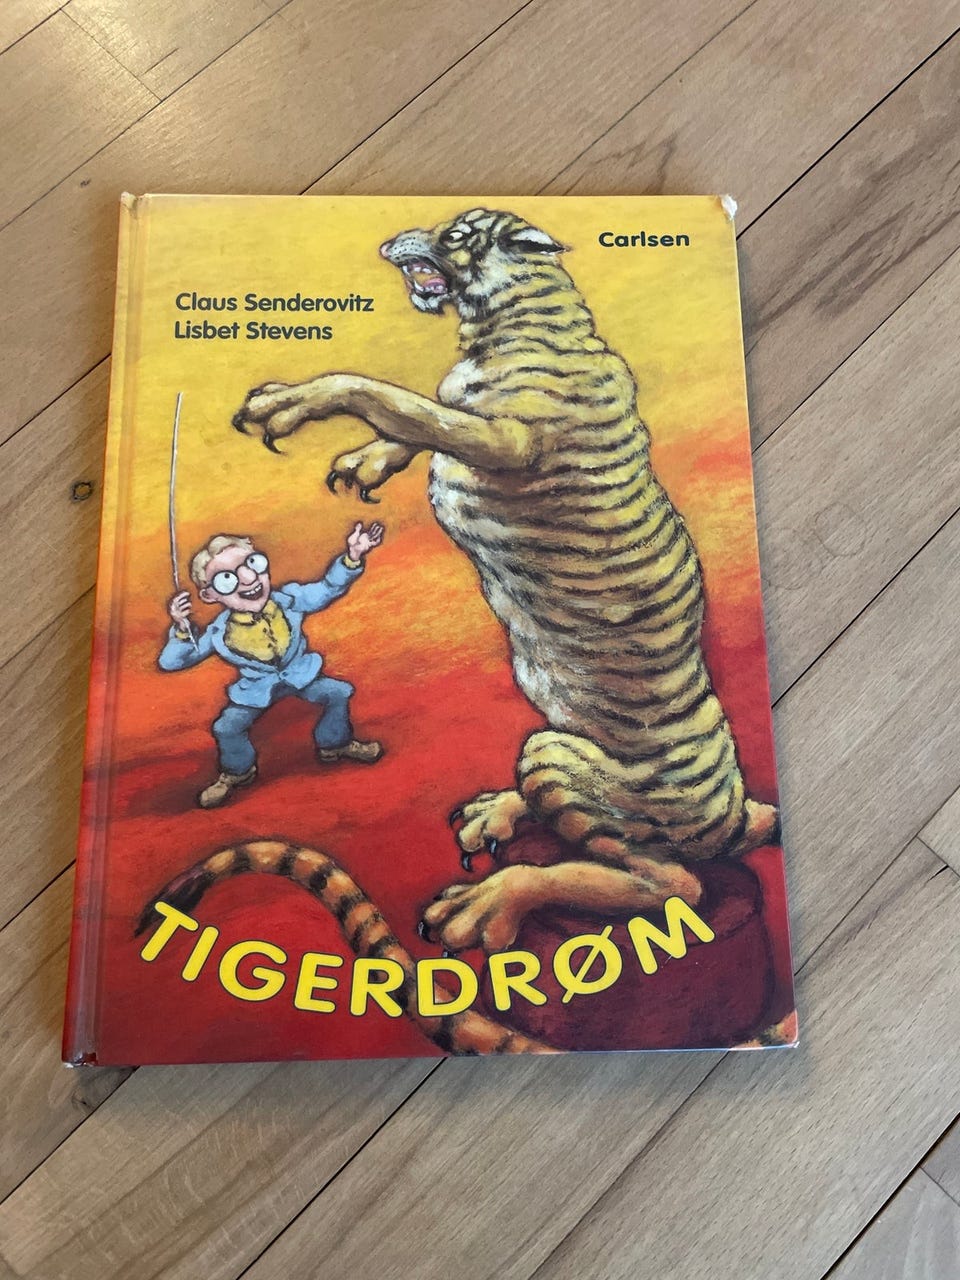 Carlsen
Claus Senderovitz
Lisbet Stevens
TIGERDRØM